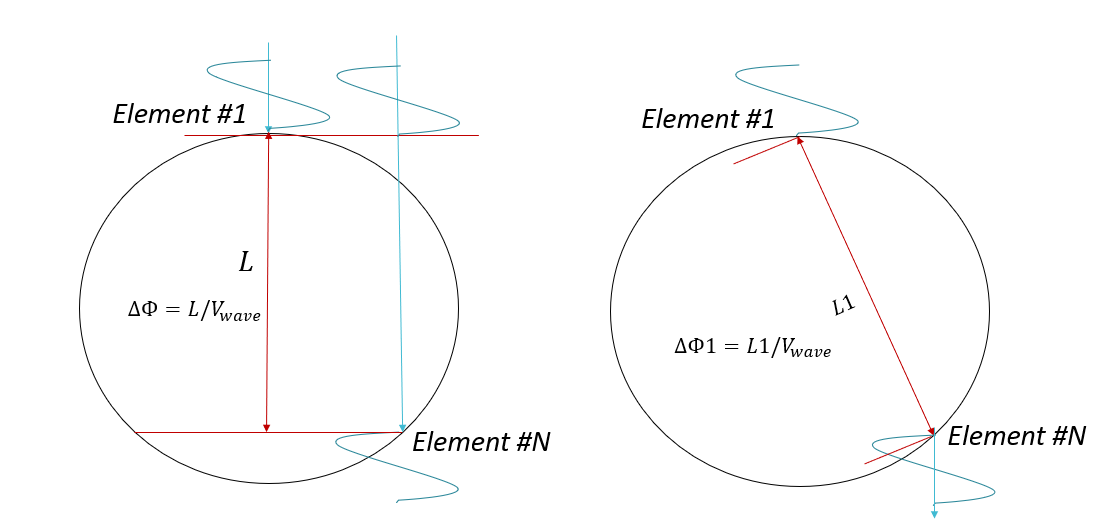 Element #1
L
ΔΦ = L/V_wave
Element #N
Element #1
L1
ΔΦ1 = L1/V_wave
Element #N